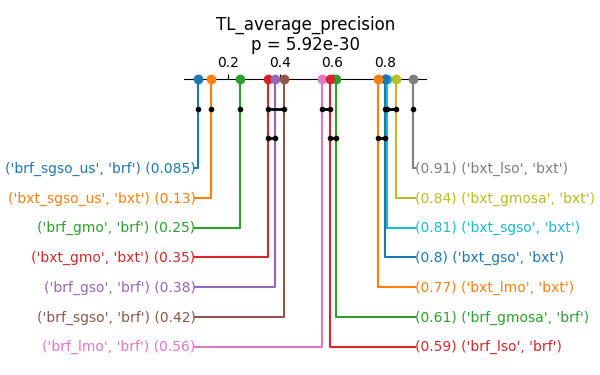 TL_average_precision
p = 5.92e-30
0.2 0.4 0.6 0.8
('brf_sgso_us', 'brf') (0.085) (0.91) ('bxt_lso', 'bxt')
('bxt_sgso_us', 'bxt') (0.13) (0.84) ('bxt_gmosa', 'bxt')
('brf_gmo', 'brf') (0.25) (0.81) ('bxt_sgso', 'bxt')
('bxt_gmo', 'bxt') (0.35) (0.8) ('bxt_gso', 'bxt')
('brf_gso', 'brf') (0.38) (0.77) ('bxt_lmo', 'bxt')
('brf_sgso', 'brf') (0.42) (0.61) ('brf_gmosa', 'brf')
('brf_lmo', 'brf') (0.56) (0.59) ('brf_lso', 'brf')